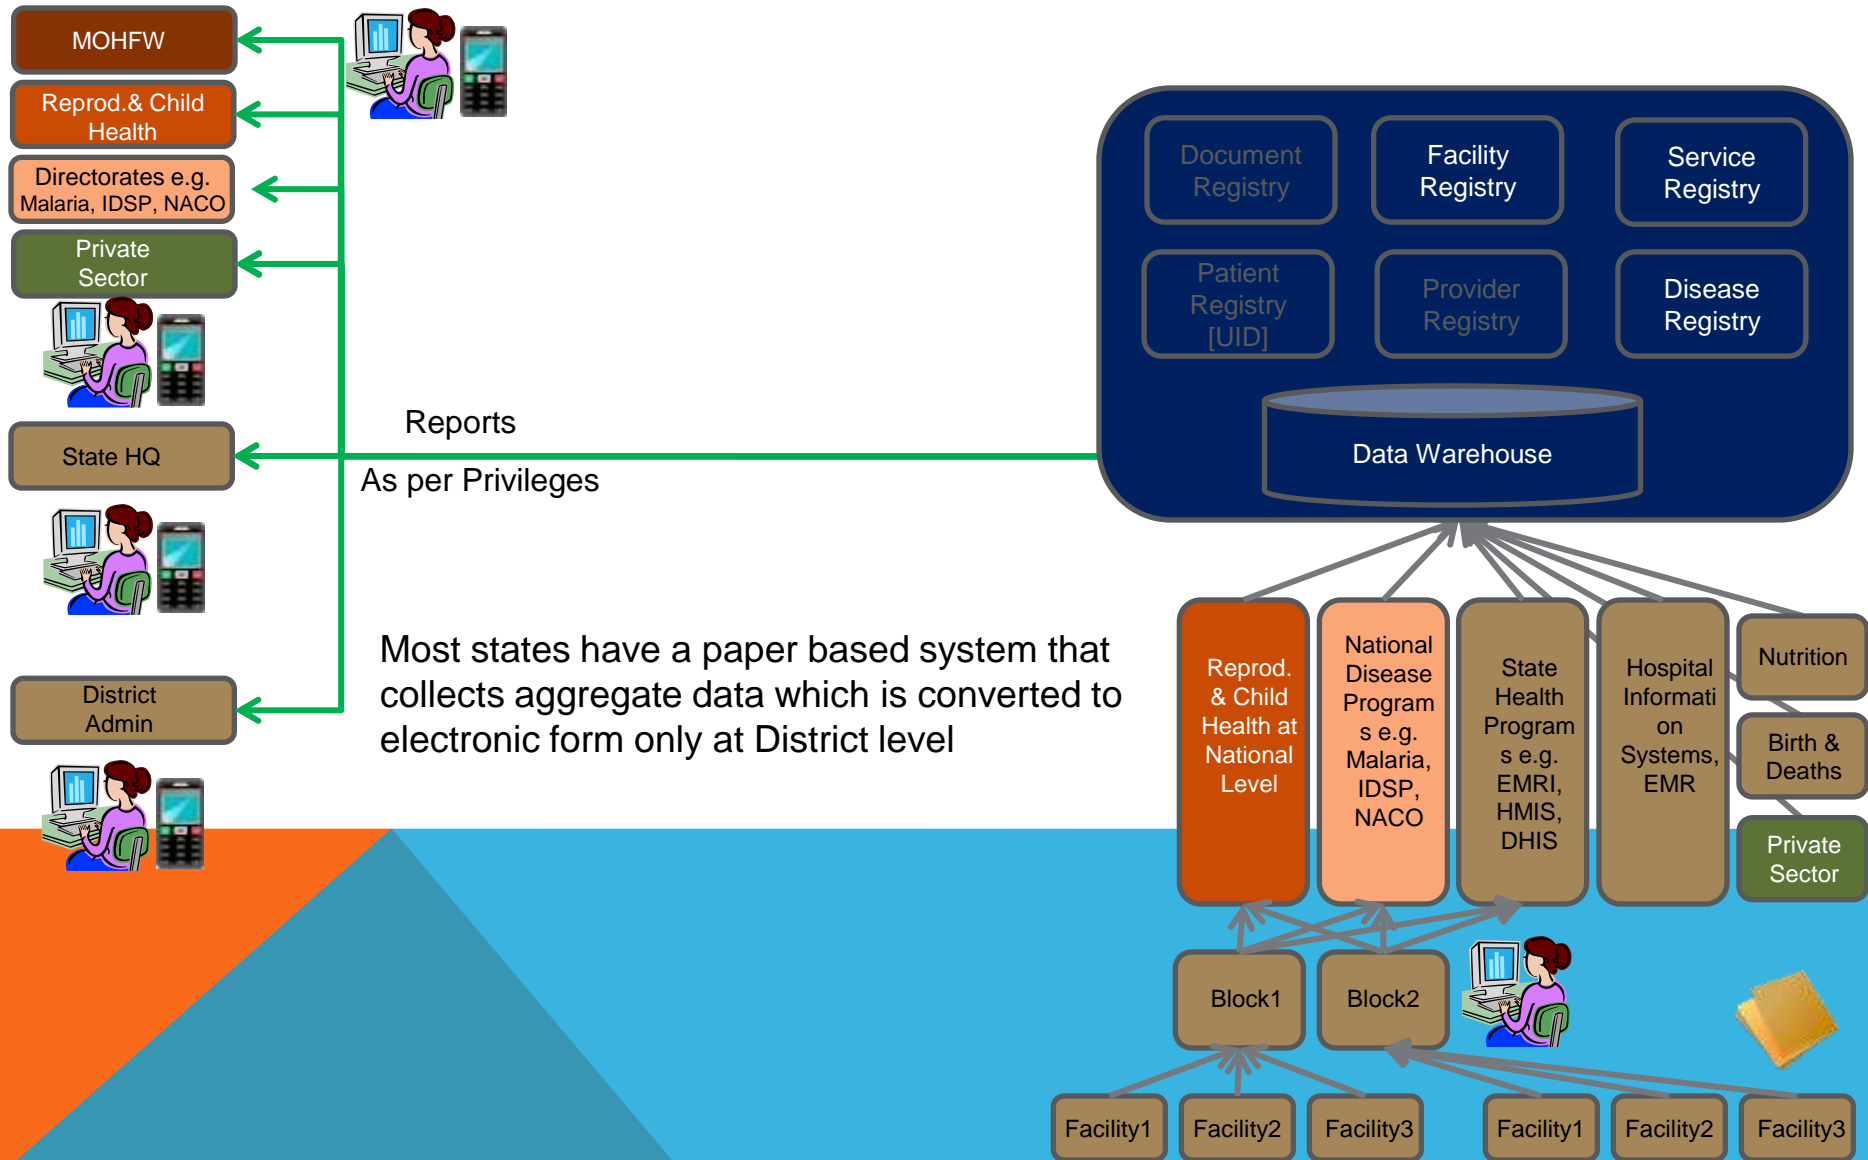 MOHFW
Reprod.& Child
Health
Directorates e.g.
Malaria, IDSP, NACO
Private
Sector
State HQ
District
Admin
Reports
As per Privileges
Most states have a paper based system that
collects aggregate data which is converted to
electronic form only at District level
Document
Registry
Facility
Registry
Service
Registry
Patient
Registry
[UID]
Provider
Registry
Disease
Registry
Data Warehouse
Reprod.
& Child
Health at
National
Level
National
Disease
Program
s e.g.
Malaria,
IDSP,
NACO
State
Health
Program
s e.g.
EMRI,
HMIS,
DHIS
Hospital
Informati
on
Systems,
EMR
Nutrition
Birth &
Deaths
Private
Sector
Block1
Block2
Facility1
Facility2
Facility3
Facility1
Facility2
Facility3